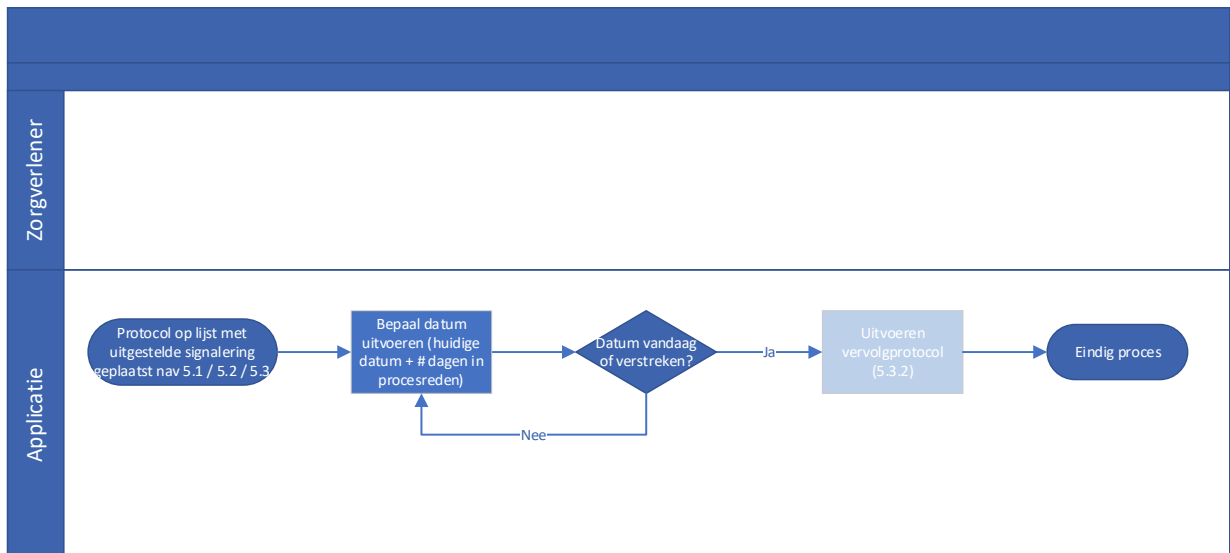 Zorgverlener
Applicatie
Protocol op lijst met
uitgestelde signalering
geplaatst nav 5.1 / 5.2 / 5.3
Bepaal datum
uitvoeren (huidige
datum + # dagen in
procesreden)
Datum vandaag
of verstreken?
Ja
Nee
Uitvoeren
vervolgprotocol
(5.3.2)
Eindig proces